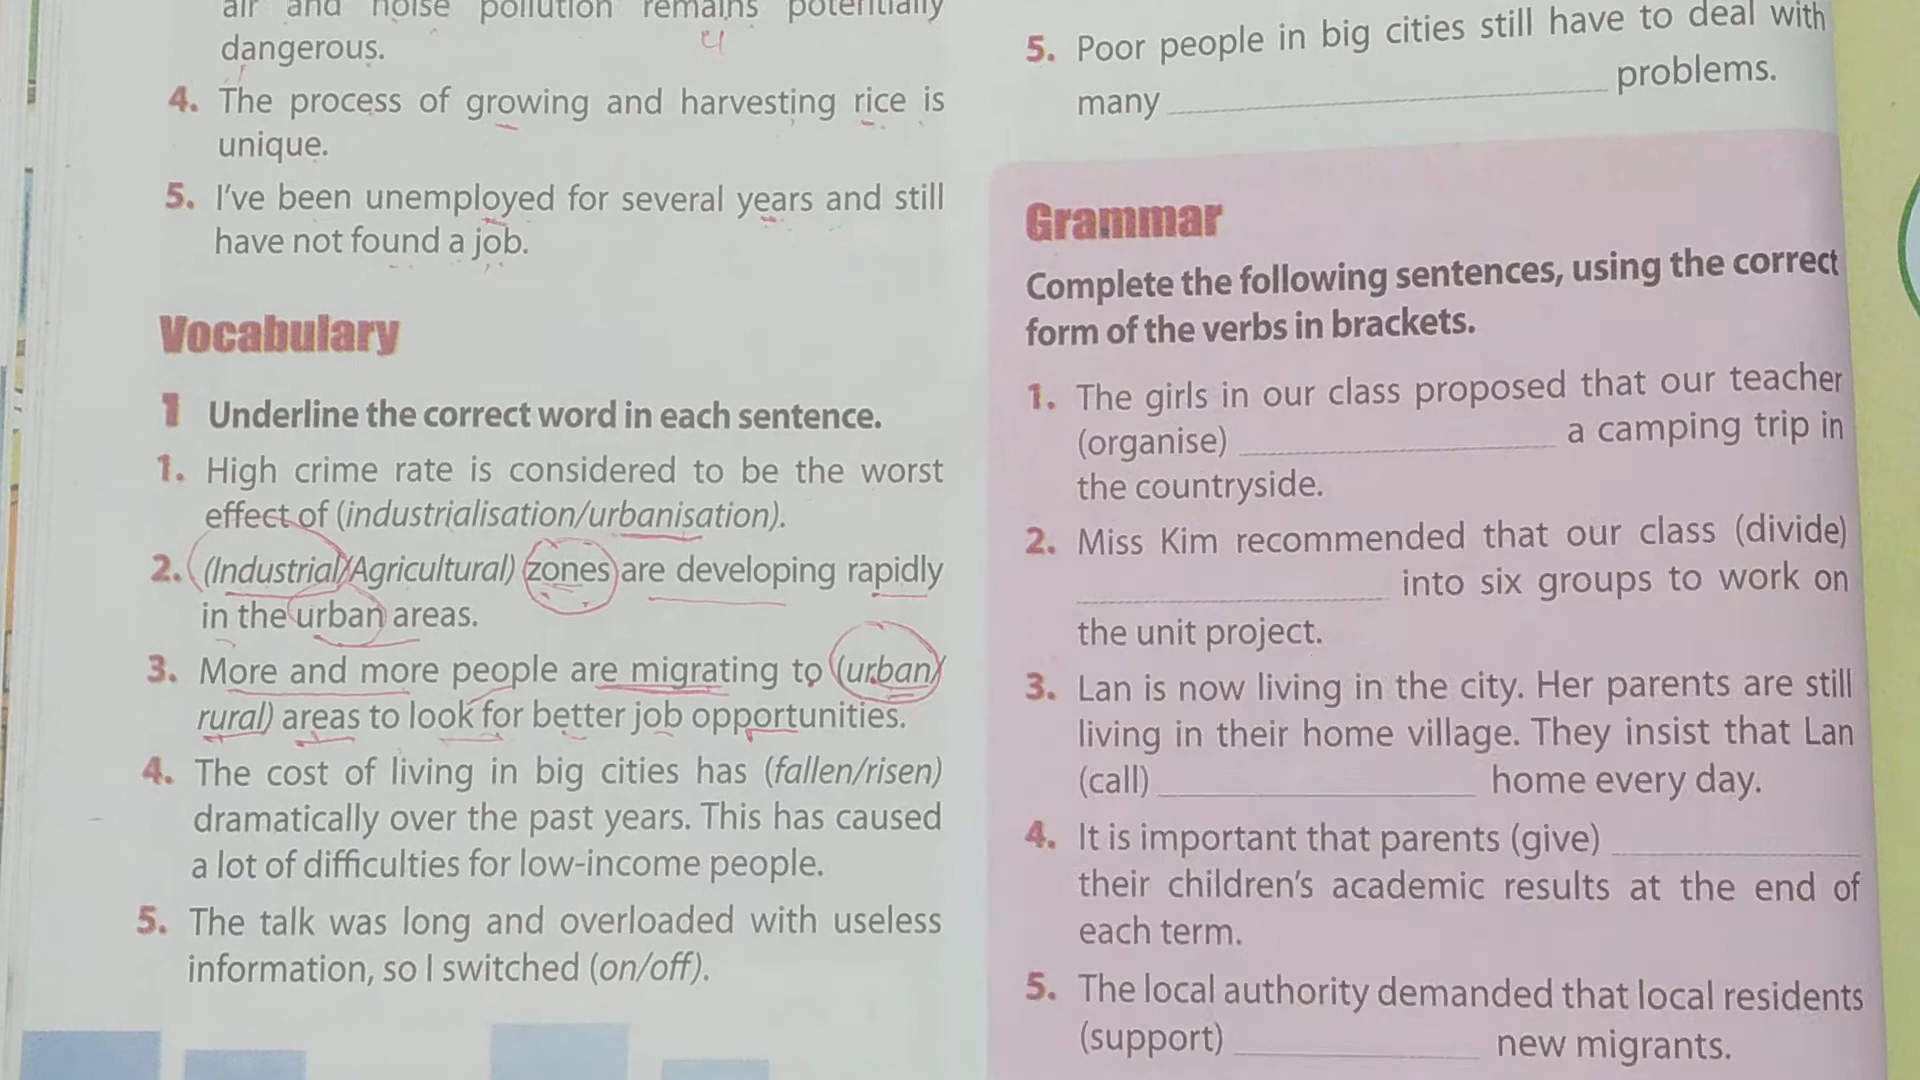 air and noise pollution remains potentially
dangerous.
4. The process of growing and harvesting rice is
unique.
5. I've been unemployed for several years and still
have not found a job.
Vocabulary
1 Underline the correct word in each sentence.
1. High crime rate is considered to be the worst
effect of (industrialisation/urbanisation).
2. (Industrial/Agricultural) zones are developing rapidly
in the urban areas.
3. More and more people are migrating to (urban/
rural) areas to look for better job opportunities.
4. The cost of living in big cities has (fallen/risen)
dramatically over the past years. This has caused
a lot of difficulties for low-income people.
5. The talk was long and overloaded with useless
information, so I switched (on/off).
5. Poor people in big cities still have to deal with
many ____ problems.
Grammar
Complete the following sentences, using the correct
form of the verbs in brackets.
1. The girls in our class proposed that our teacher
(organise) ____ a camping trip in
the countryside.
2. Miss Kim recommended that our class (divide)
____ into six groups to work on
the unit project.
3. Lan is now living in the city. Her parents are still
living in their home village. They insist that Lan
(call) ____ home every day.
4. It is important that parents (give) ____
their children's academic results at the end of
each term.
5. The local authority demanded that local residents
(support) ____ new migrants.